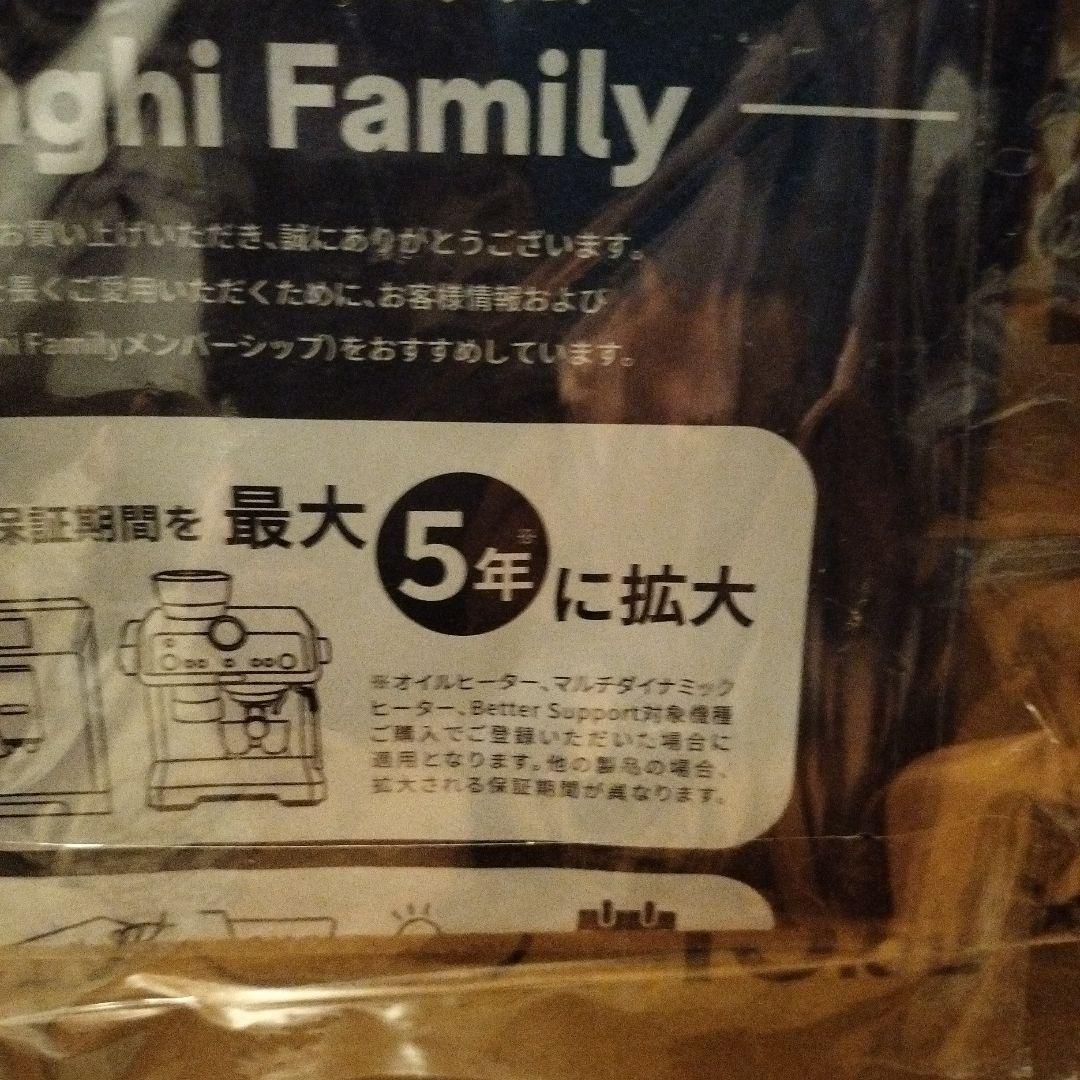 nghi Family
お買い上げいただき、誠にありがとうございます。
長くご愛用いただくために、お客様情報および
hi Familyメンバーシップ)をおすすめしています。
保証期間を 最大 5年※ に拡大
※オイルヒーター、マルチダイナミック
ヒーター、Better Support対象機種
ご購入でご登録いただいた場合に
適用となります。他の製品の場合、
拡大される保証期間が異なります。